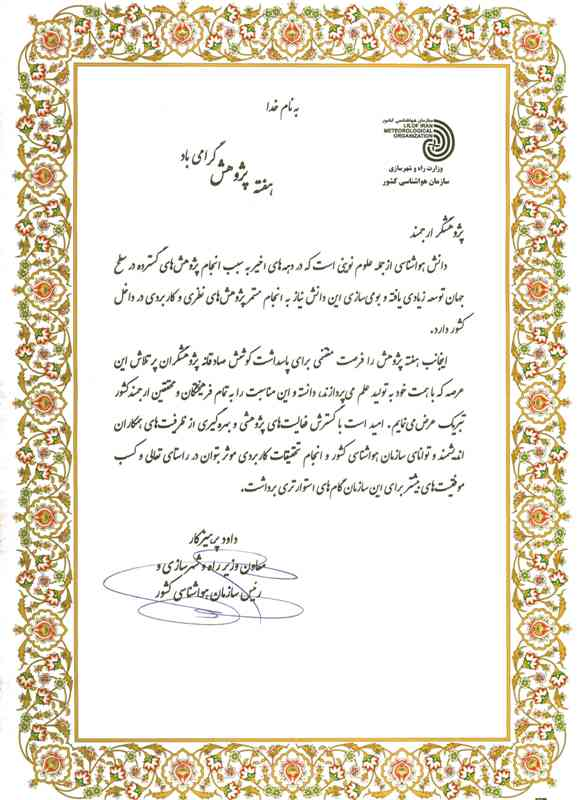 به نام خدا
سازمان هواشناسی کشور
I.R.OF IRAN
METEOROLOGICAL
ORGANIZATION
وزارت راه و شهرسازی
سازمان هواشناسی کشور
هفته پژوهش گرامی باد
پژوهشگر ارجمند
دانش هواشناسی از جمله علوم نوینی است که در دهه های اخیر به سبب انجام پژوهش های گسترده در سطح
جهان توسعه زیادی یافته و بومی سازی این دانش نیاز به انجام مستمر پژوهش های نظری و کاربردی در داخل
کشور دارد.
اینجانب هفته پژوهش را فرصت مغتنمی برای پاسداشت کوشش صادقانه پژوهشگران پر تلاش این
عرصه که با همت خود به تولید علم می پردازند، دانسته و این مناسبت را به تمام فرهیختگان و محققین ارجمند کشور
تبریک عرض می نمایم. امید است با گسترش فعالیت های پژوهشی و بهره گیری از ظرفیت های همکاران
اندیشمند و توانای سازمان هواشناسی کشور و انجام تحقیقات کاربردی موثر بتوان در راستای تعالی و کسب
موفقیت های بیشتر برای این سازمان گام های استوارتری برداشت.
داود پرهیزکار
معاون وزیر راه و شهرسازی و
رئیس سازمان هواشناسی کشور